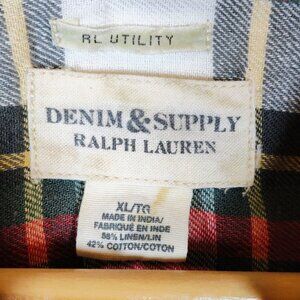 RL UTILITY
DENIM & SUPPLY
RALPH LAUREN
XL/TG
MADE IN INDIA/
FABRIQUÉ EN INDE
58% LINEN/LIN
42% COTTON/COTON